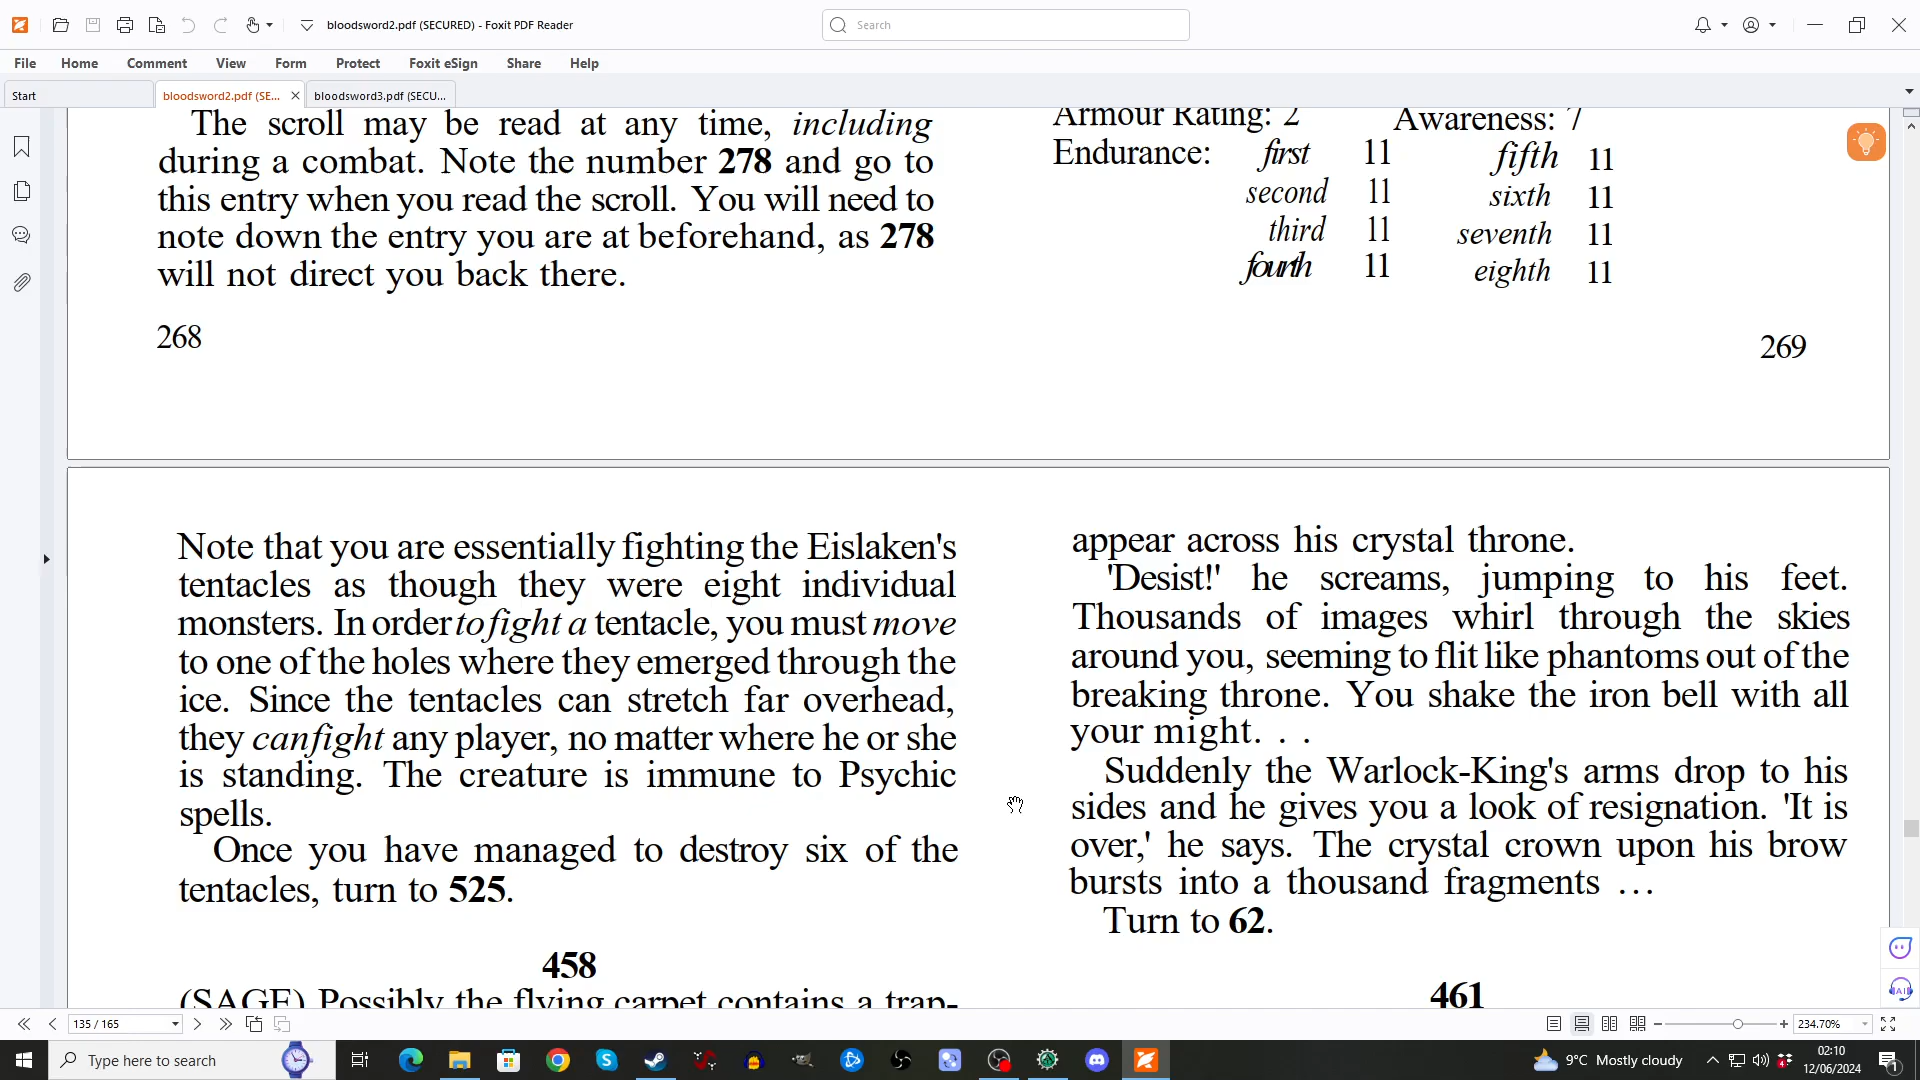 bloodsword2.pdf (SECURED) - Foxit PDF Reader
Search
File Home Comment View Form Protect Foxit eSign Share Help
Start bloodsword2.pdf (SE... bloodsword3.pdf (SECU...
The scroll may be read at any time, including
during a combat. Note the number 278 and go to
this entry when you read the scroll. You will need to
note down the entry you are at beforehand, as 278
will not direct you back there.
268
Armour Rating: 2 Awareness: 7
Endurance: first 11 fifth 11
second 11 sixth 11
third 11 seventh 11
fourth 11 eighth 11
269
Note that you are essentially fighting the Eislaken's
tentacles as though they were eight individual
monsters. In order to fight a tentacle, you must move
to one of the holes where they emerged through the
ice. Since the tentacles can stretch far overhead,
they can fight any player, no matter where he or she
is standing. The creature is immune to Psychic
spells.
Once you have managed to destroy six of the
tentacles, turn to 525.
458
(SAGE) Possibly the flying carpet contains a trap-
appear across his crystal throne.
'Desist!' he screams, jumping to his feet.
Thousands of images whirl through the skies
around you, seeming to flit like phantoms out of the
breaking throne. You shake the iron bell with all
your might. . .
Suddenly the Warlock-King's arms drop to his
sides and he gives you a look of resignation. 'It is
over,' he says. The crystal crown upon his brow
bursts into a thousand fragments ...
Turn to 62.
461
AI
135 / 165
234.70%
Type here to search
9°C Mostly cloudy
02:10
12/06/2024
1